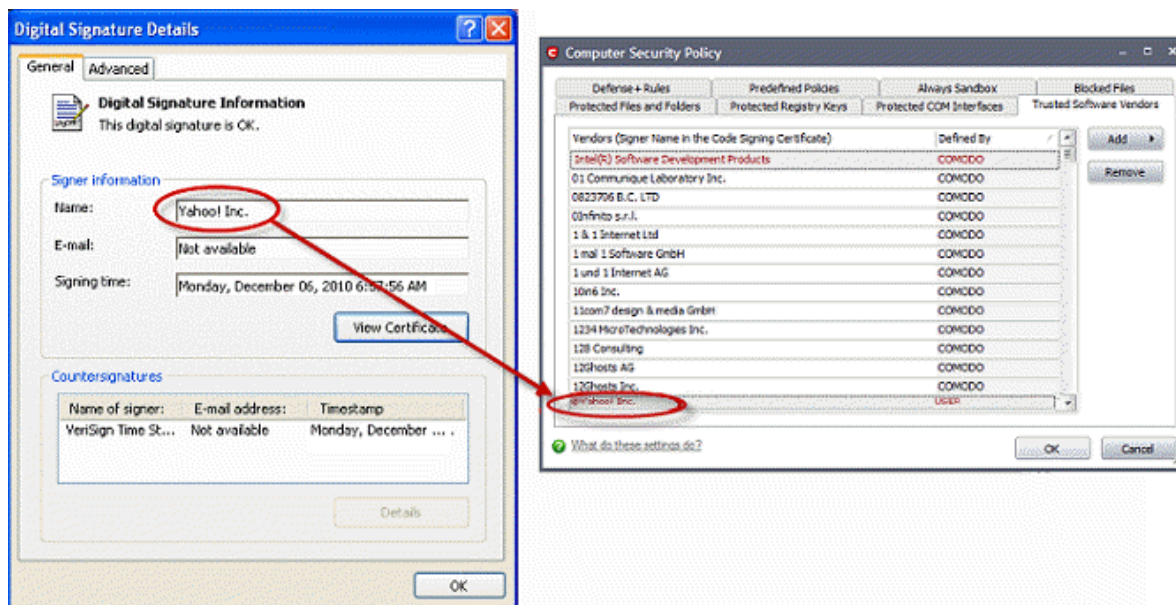 Digital Signature Details
General Advanced
Digital Signature Information
This digital signature is OK.
Signer information
Name: Yahoo! Inc.
E-mail: Not available
Signing time: Monday, December 06, 2010 6:57:56 AM
View Certificate
Countersignatures
Name of signer: E-mail address: Timestamp
VeriSign Time St... Not available Monday, December ... .
Details
OK
Computer Security Policy
Defense+ Rules Predefined Policies Always Sandbox Blocked Files
Protected Files and Folders Protected Registry Keys Protected COM Interfaces Trusted Software Vendors
Vendors (Signer Name in the Code Signing Certificate) Defined By
Intel(R) Software Development Products COMODO
01 Communique Laboratory Inc. COMODO
0823706 B.C. LTD COMODO
0Infinito s.r.l. COMODO
1 & 1 Internet Ltd COMODO
1 mal 1 Software GmbH COMODO
1 und 1 Internet AG COMODO
10n6 Inc. COMODO
11com7 design & media GmbH COMODO
1234 MicroTechnologies Inc. COMODO
128 Consulting COMODO
12Ghosts AG COMODO
12Ghosts Inc. COMODO
Yahoo! Inc. USER
Add
Remove
What do these settings do?
OK Cancel